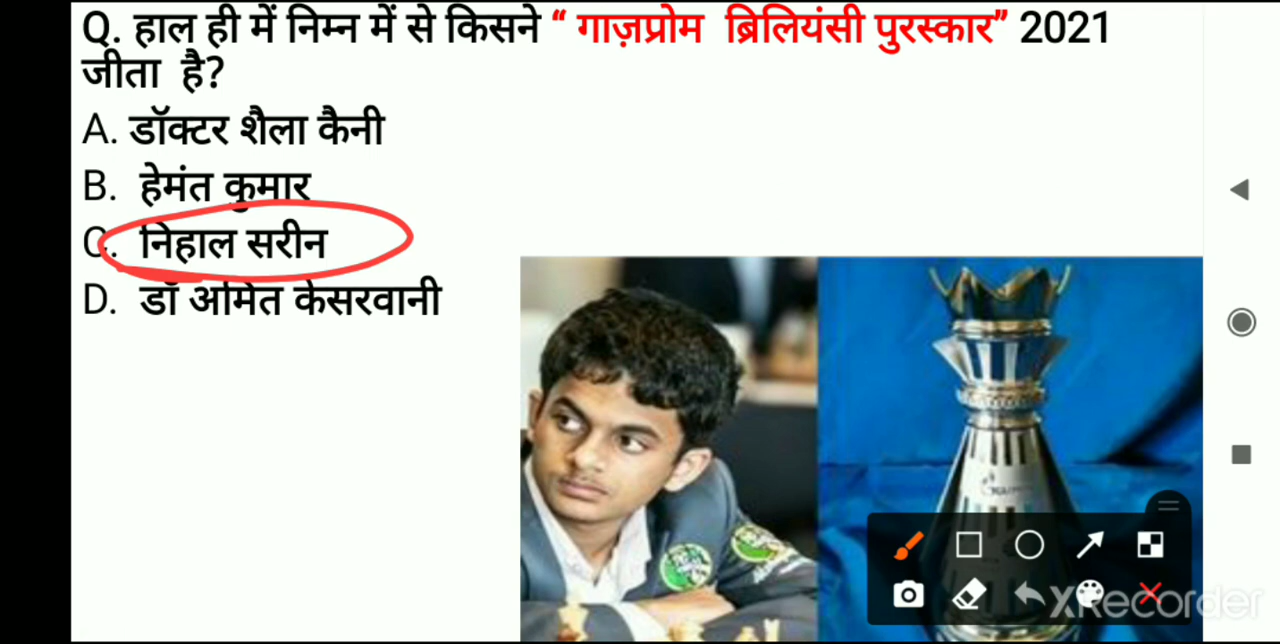 Q. हाल ही में निम्न में से किसने “ गाज़प्रोम ब्रिलियंसी पुरस्कार” 2021
जीता है?
A. डॉक्टर शैला कैनी
B. हेमंत कुमार
C. निहाल सरीन
D. डॉ अमित केसरवानी
XRecorder